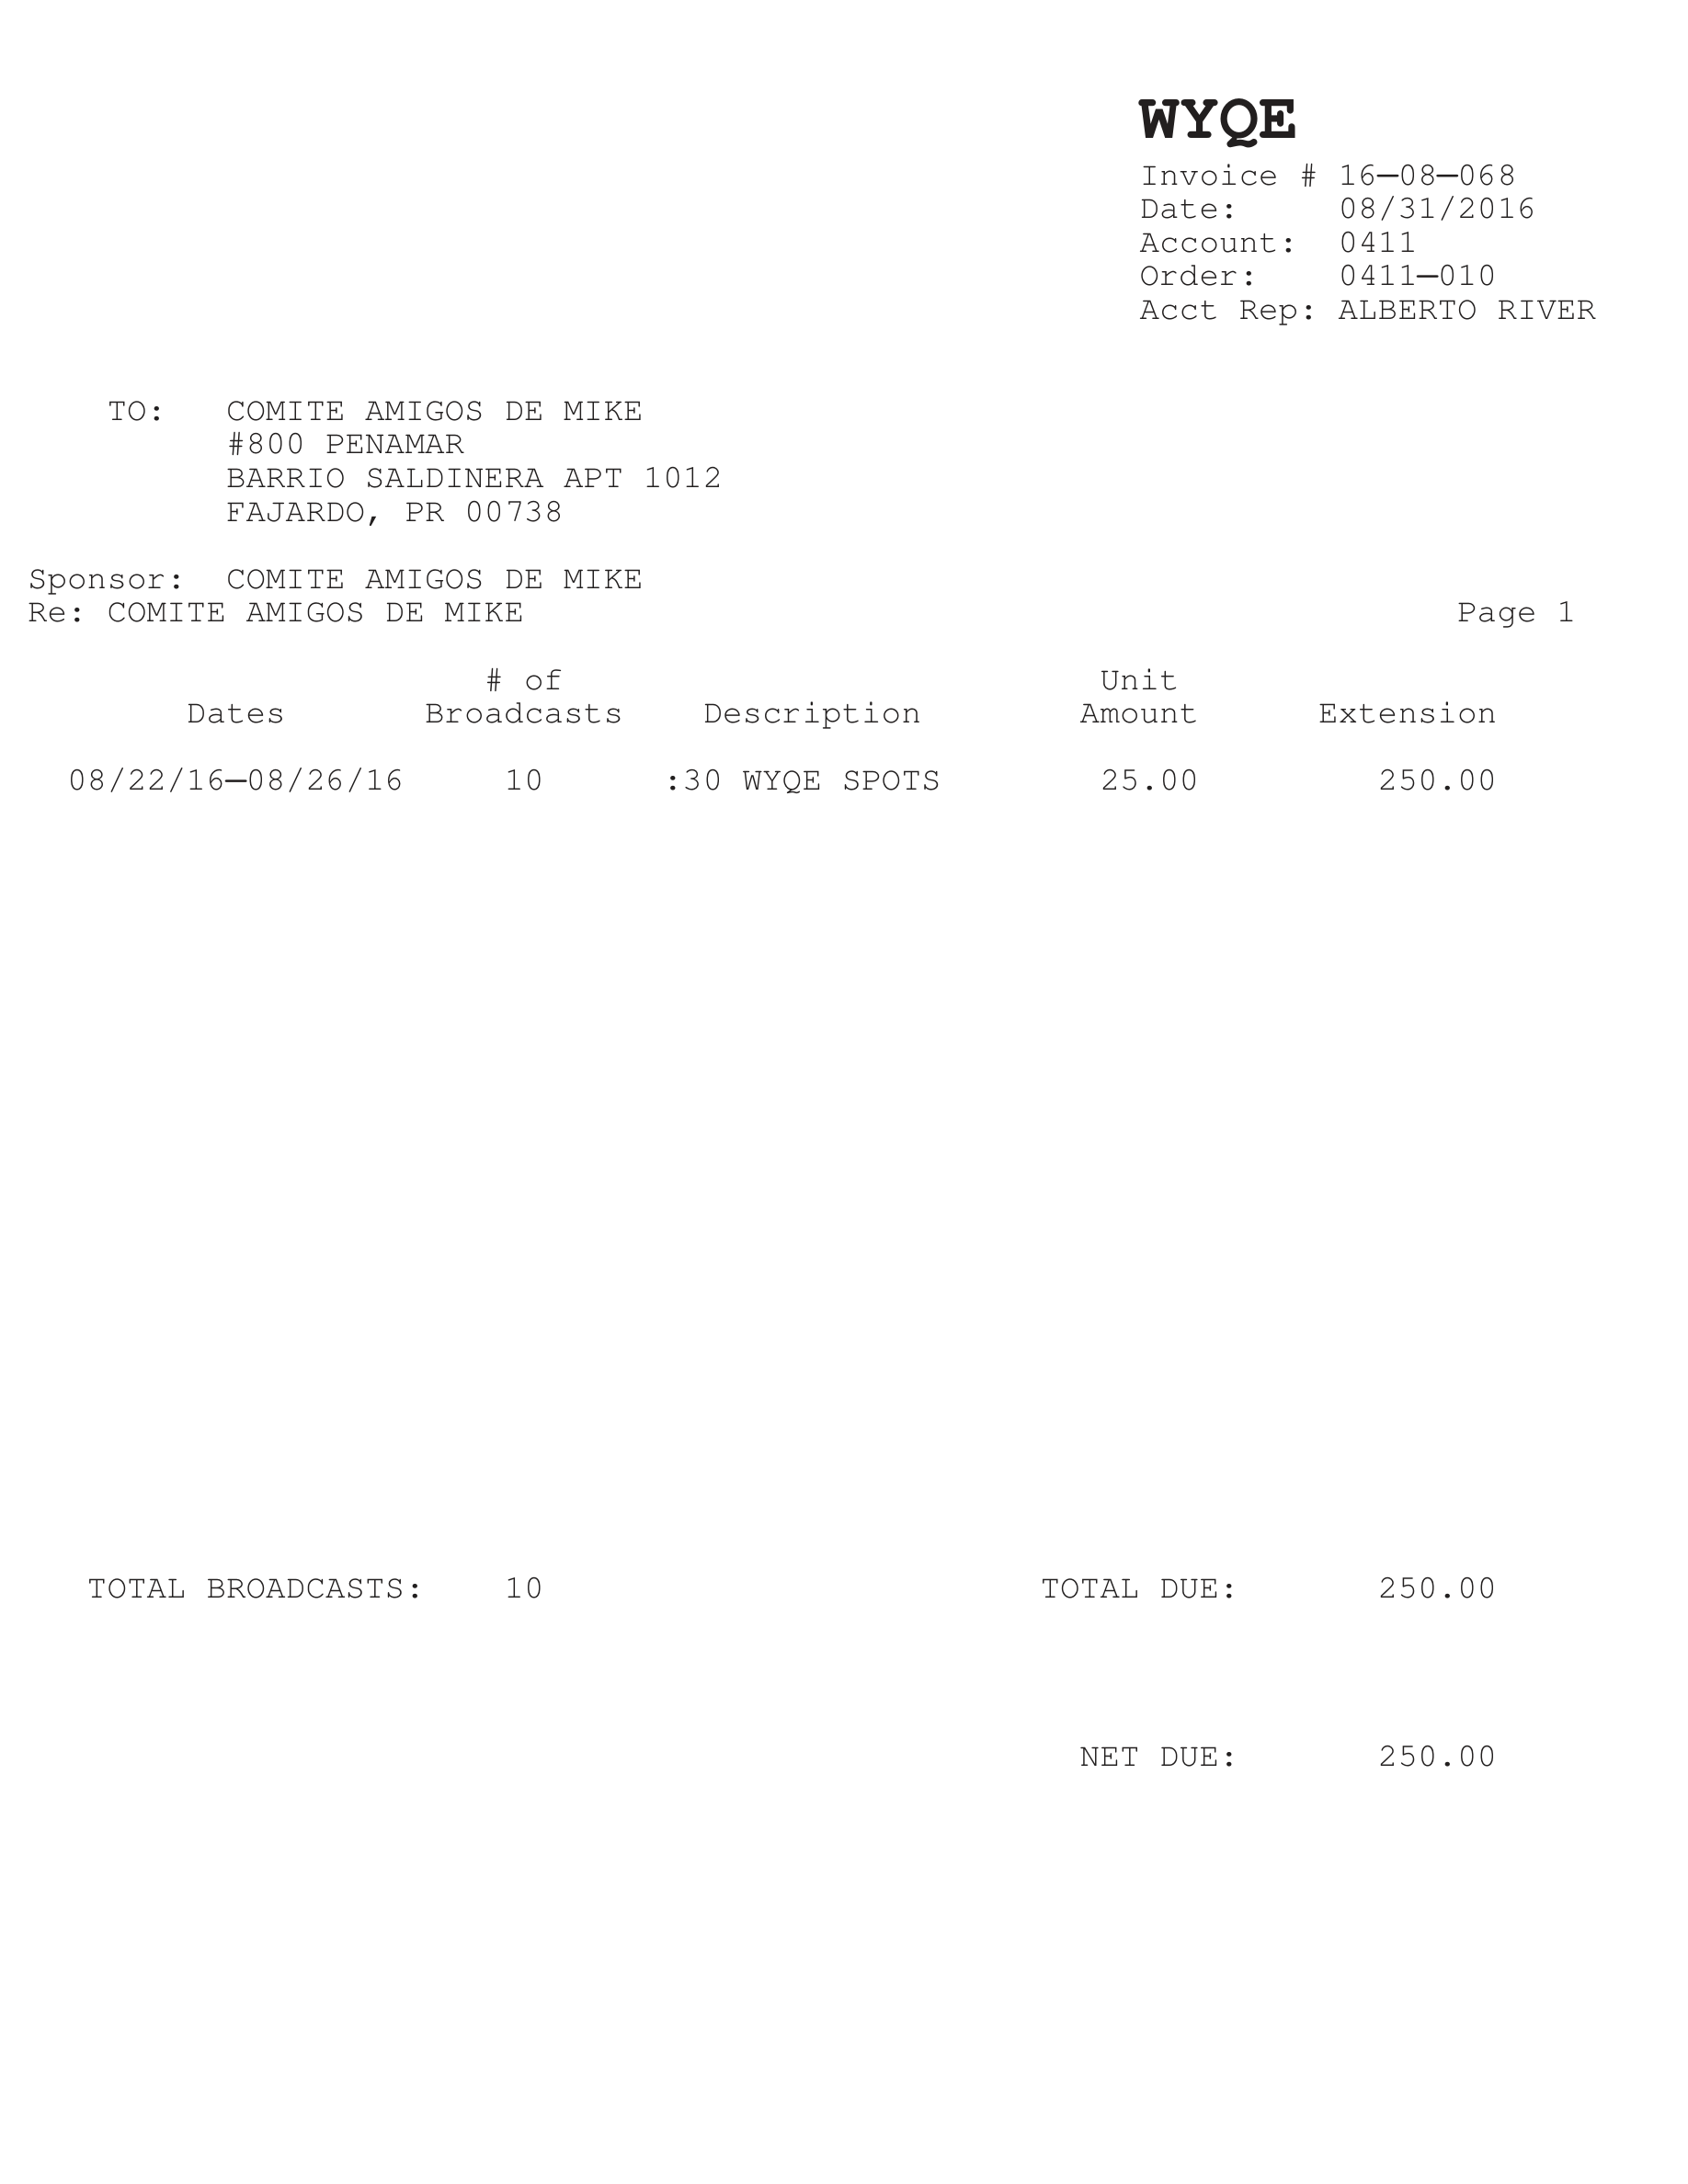 WYQE
Invoice # 16-08-068
Date: 08/31/2016
Account: 0411
Order: 0411-010
Acct Rep: ALBERTO RIVER
TO: COMITE AMIGOS DE MIKE
#800 PENAMAR
BARRIO SALDINERA APT 1012
FAJARDO, PR 00738
Sponsor: COMITE AMIGOS DE MIKE
Re: COMITE AMIGOS DE MIKE Page 1
# of Unit
Dates Broadcasts Description Amount Extension
08/22/16-08/26/16 10 :30 WYQE SPOTS 25.00 250.00
TOTAL BROADCASTS: 10 TOTAL DUE: 250.00
NET DUE: 250.00